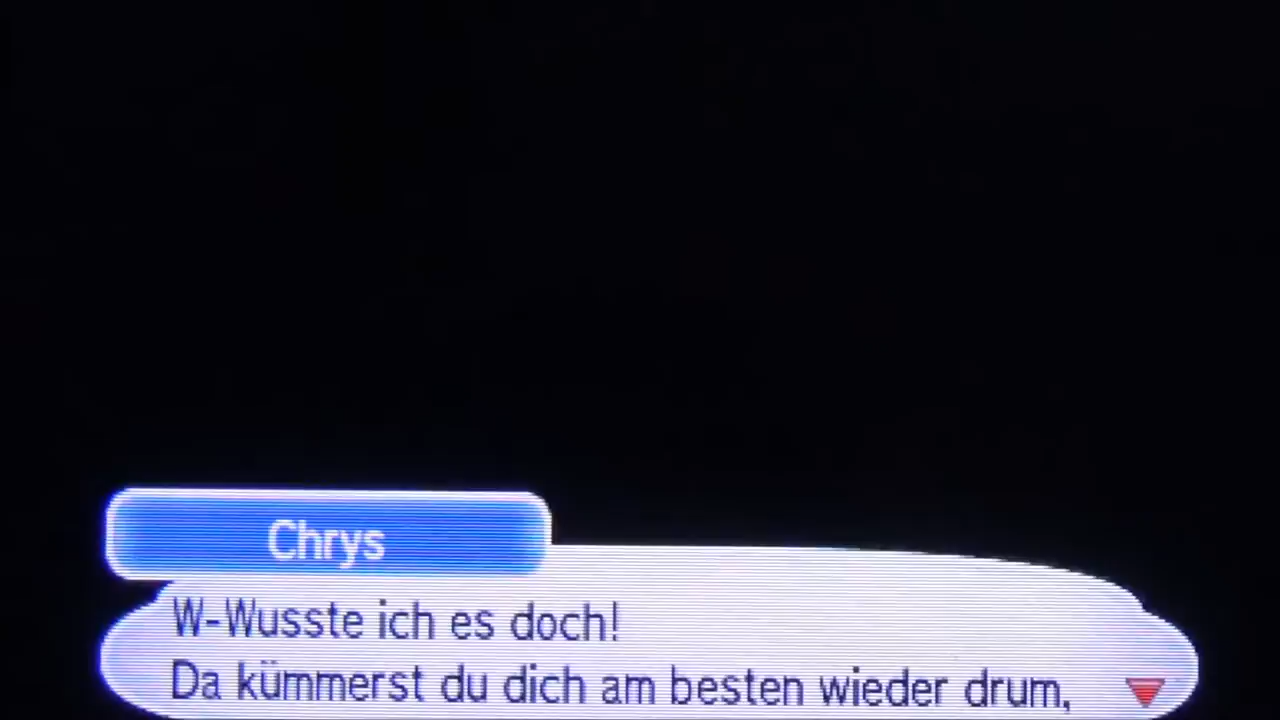 Chrys
W-Wusste ich es doch!
Da kümmerst du dich am besten wieder drum,